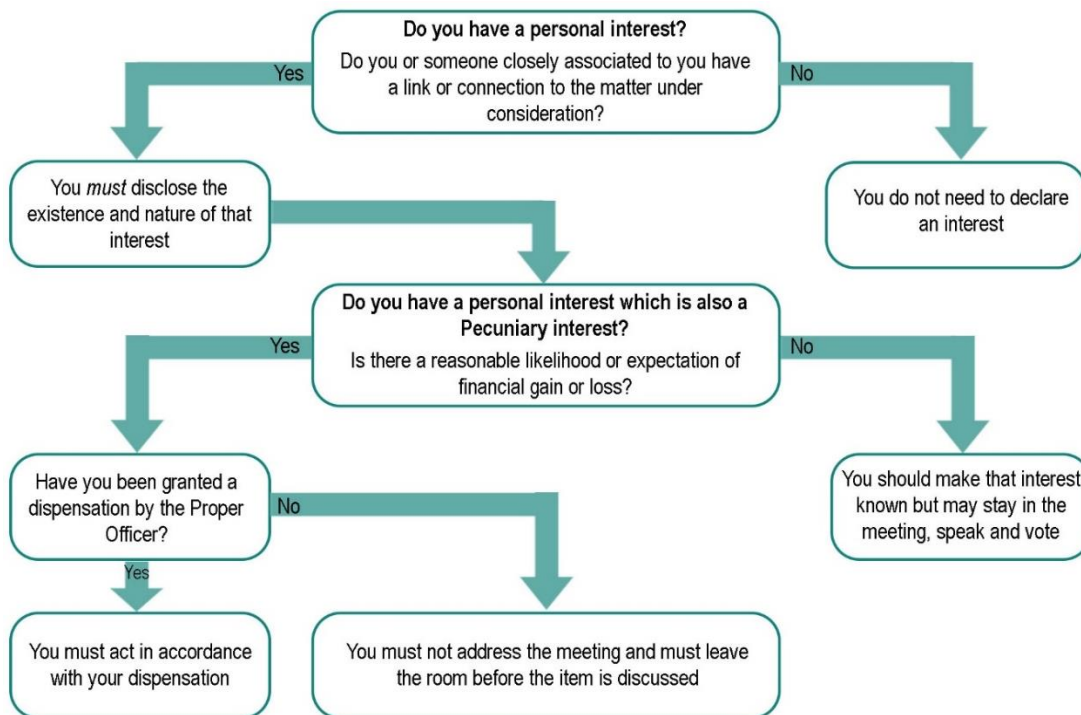 Do you have a personal interest?
Do you or someone closely associated to you have
a link or connection to the matter under
consideration?
Yes
No
You must disclose the
existence and nature of that
interest
You do not need to declare
an interest
Do you have a personal interest which is also a
Pecuniary interest?
Is there a reasonable likelihood or expectation of
financial gain or loss?
Yes
No
Have you been granted a
dispensation by the Proper
Officer?
No
You should make that interest
known but may stay in the
meeting, speak and vote
Yes
You must act in accordance
with your dispensation
You must not address the meeting and must leave
the room before the item is discussed